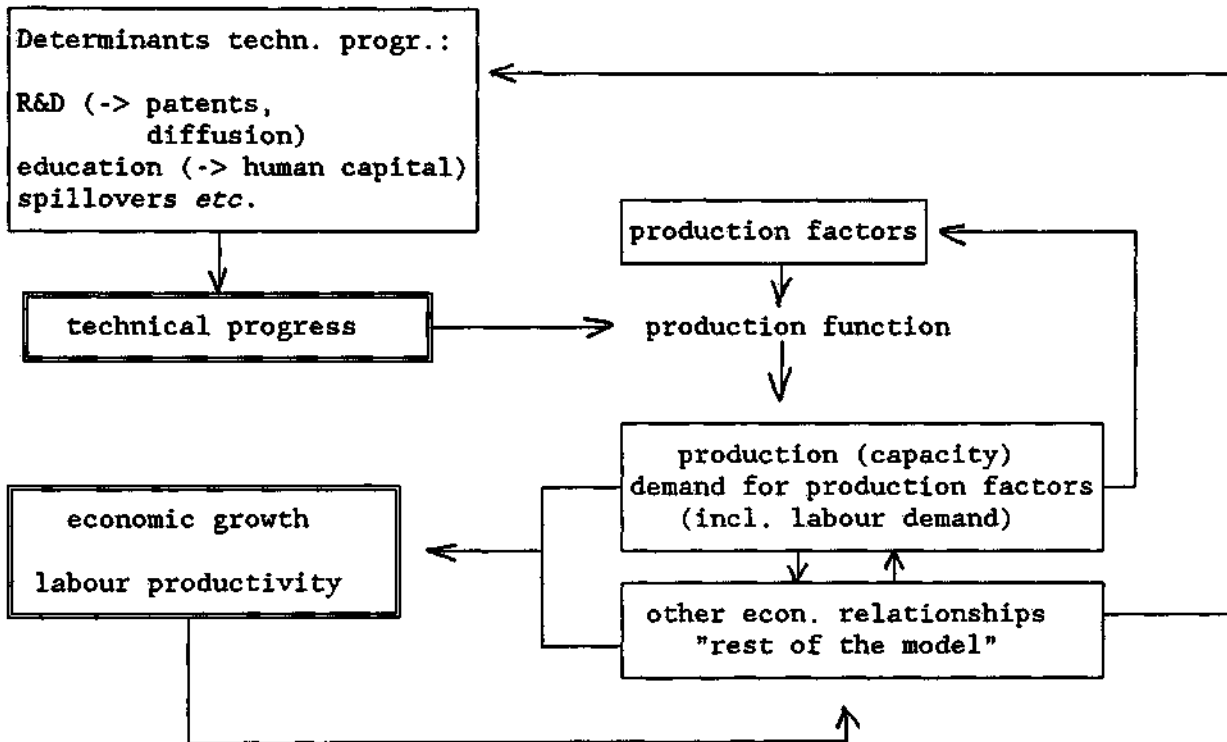 Determinants techn. progr.:
R&D (-> patents,
diffusion)
education (-> human capital)
spillovers etc.
production factors
technical progress
production function
production (capacity)
demand for production factors
(incl. labour demand)
economic growth
labour productivity
other econ. relationships
"rest of the model"